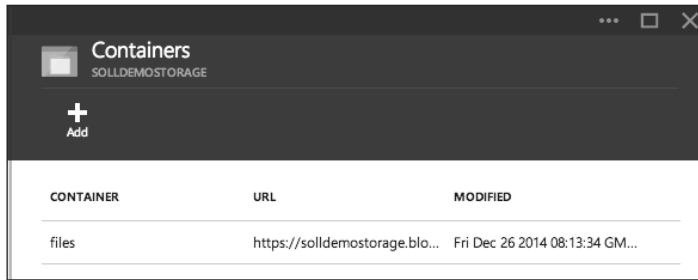 Containers
SOLLDEMOSTORAGE
Add
CONTAINER URL MODIFIED
files https://solldemostorage.blo... Fri Dec 26 2014 08:13:34 GM...